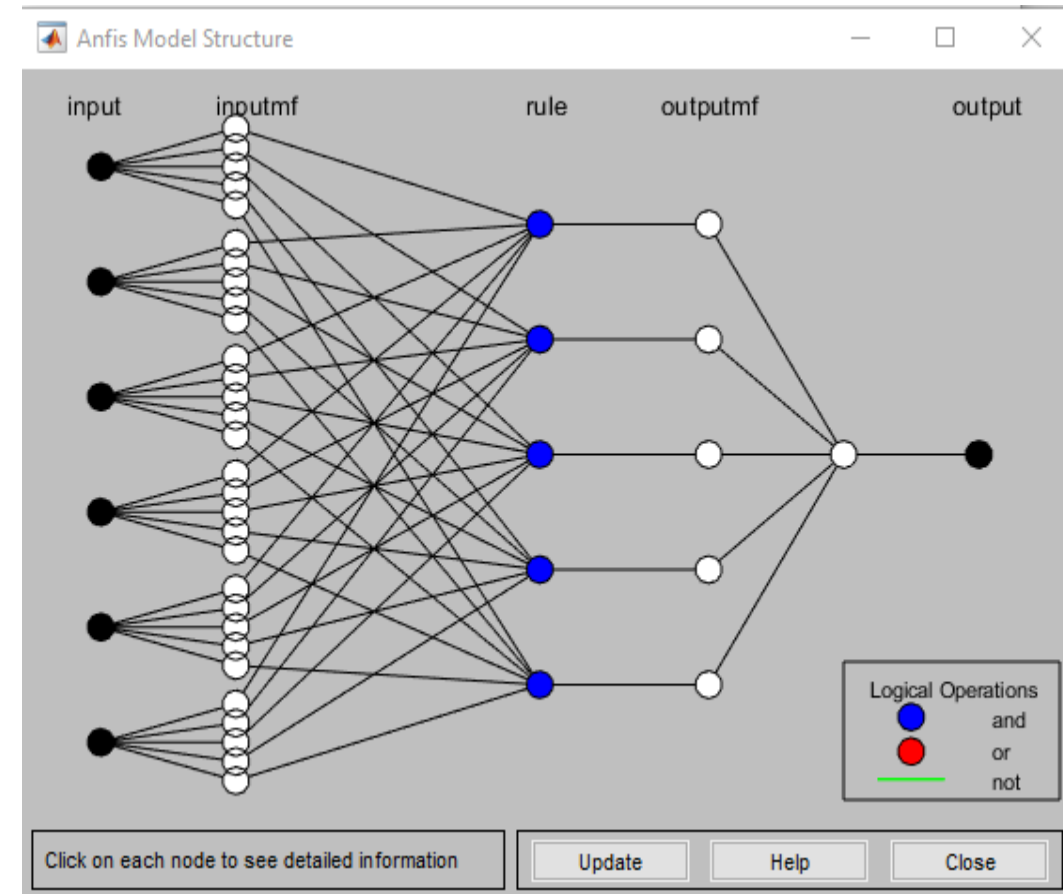 Anfis Model Structure
input inputmf rule outputmf output
Logical Operations
and
or
not
Click on each node to see detailed information
Update Help Close